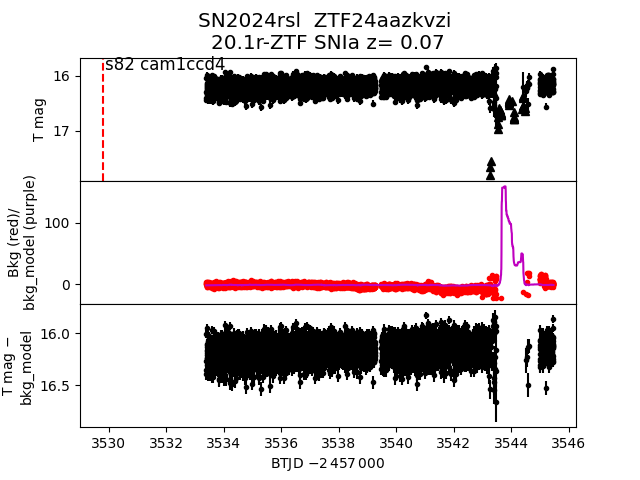 SN2024rsl ZTF24aazkvzi
20.1r-ZTF SNIa z= 0.07
s82 cam1ccd4
16
17
T mag
100
0
Bkg (red)/
bkg_model (purple)
16.0
16.5
T mag −
bkg_model
3530 3532 3534 3536 3538 3540 3542 3544 3546
BTJD −2 457 000